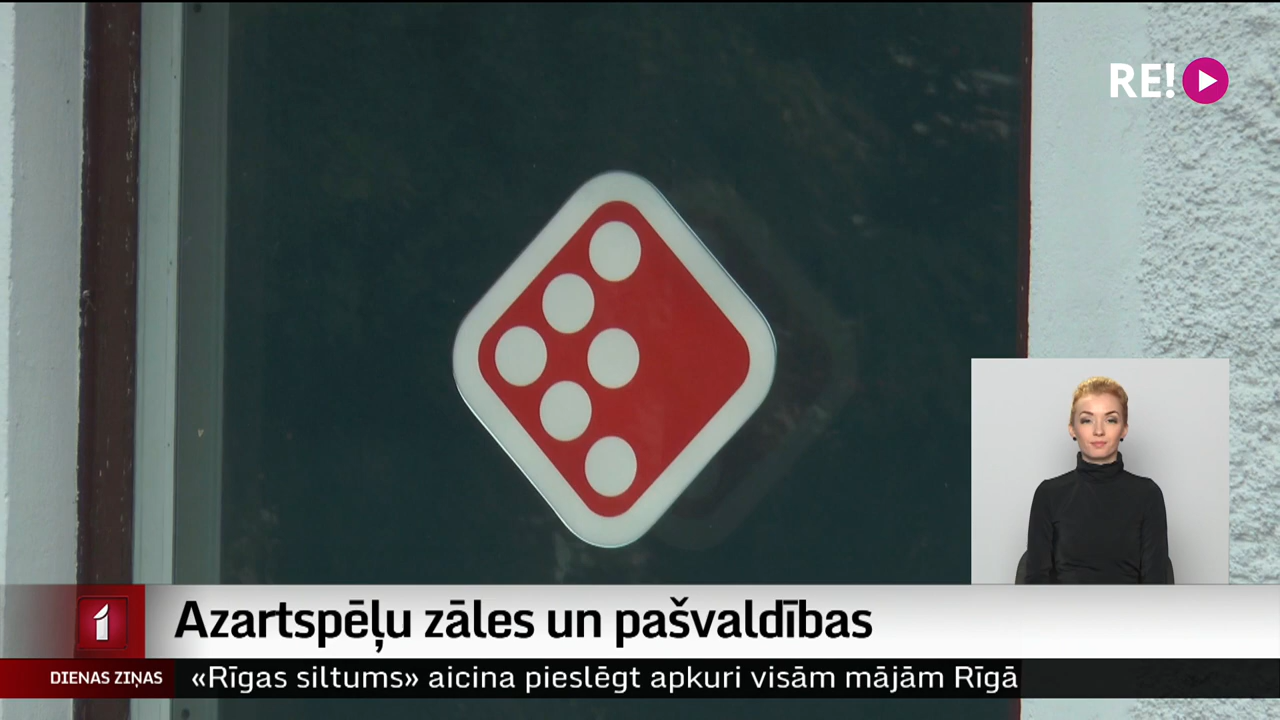 RE!
1
Azartspēļu zāles un pašvaldības
DIENAS ZIŅAS
«Rīgas siltums» aicina pieslēgt apkuri visām mājām Rīgā